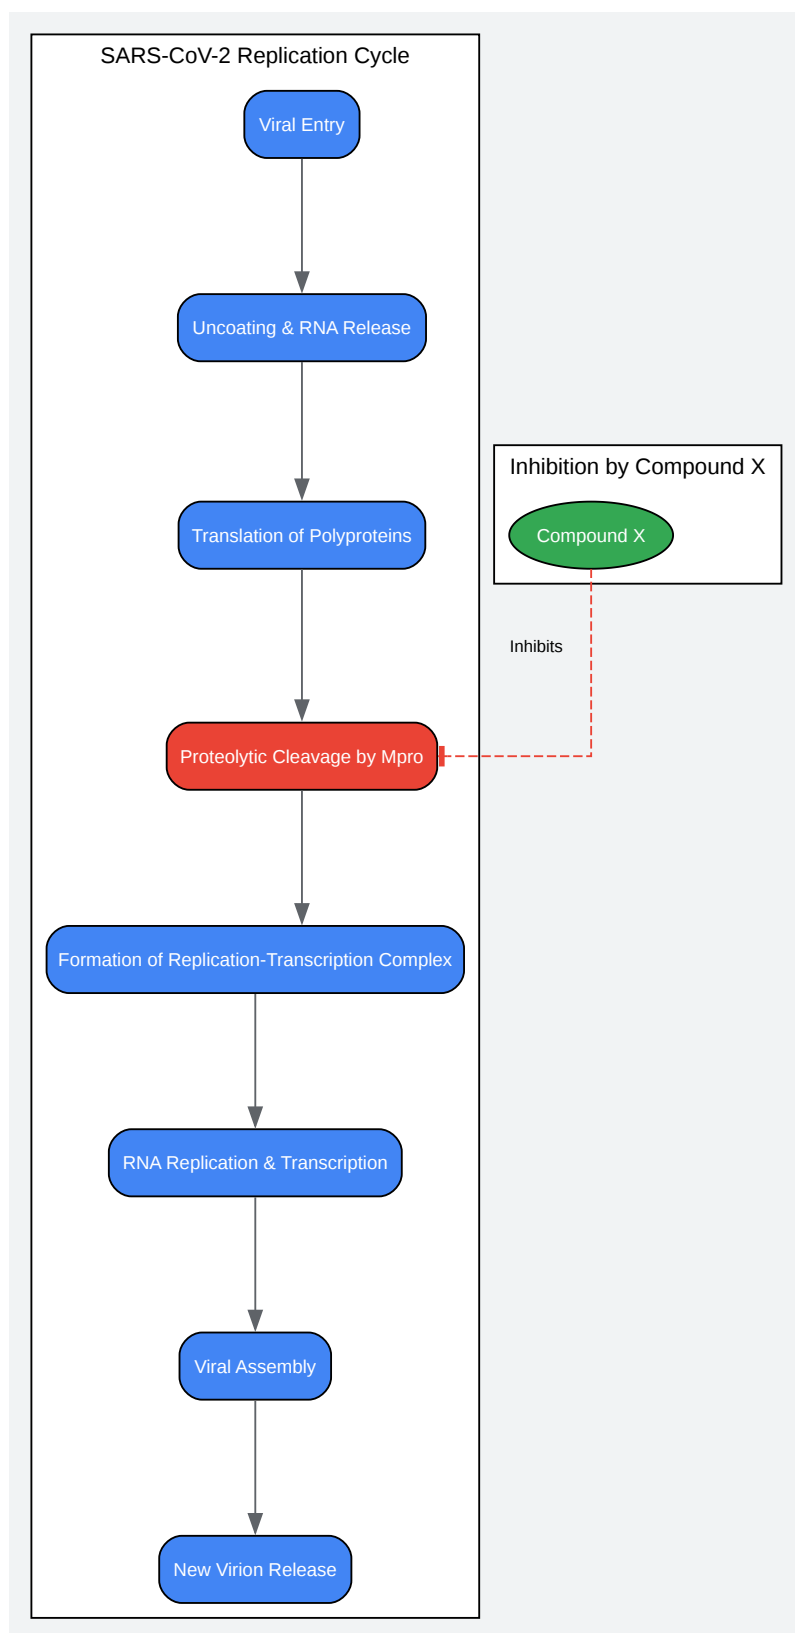 SARS-CoV-2 Replication Cycle
Viral Entry
Uncoating & RNA Release
Inhibition by Compound X
Translation of Polyproteins
Compound X
Inhibits
Proteolytic Cleavage by Mpro
Formation of Replication-Transcription Complex
RNA Replication & Transcription
Viral Assembly
New Virion Release